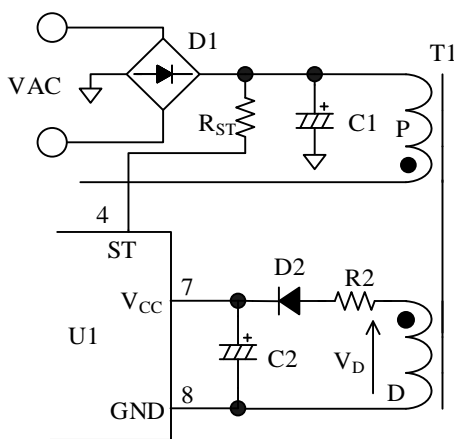 D1
T1
VAC
R_ST
C1
P
4
ST
D2
R2
7
V_CC
U1
C2
V_D
D
8
GND